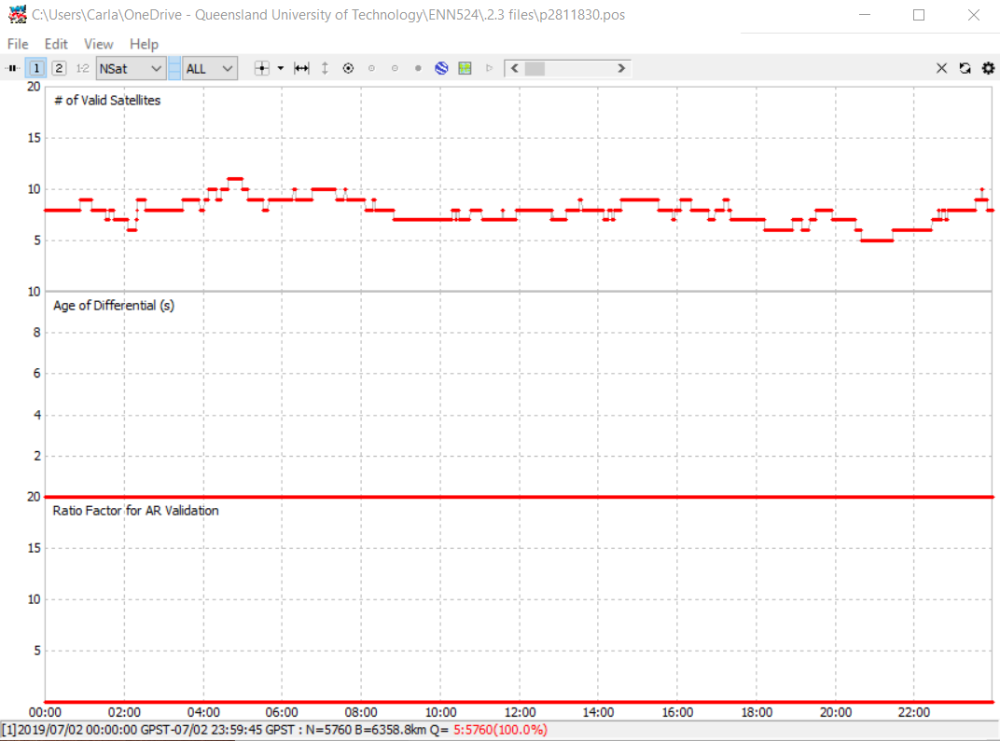 C:\Users\Carla\OneDrive - Queensland University of Technology\ENN524\.2.3 files\p2811830.pos
File Edit View Help
1 2 1-2 NSat ALL
20
# of Valid Satellites
15
10
5
10
Age of Differential (s)
8
6
4
2
20
Ratio Factor for AR Validation
15
10
5
00:00 02:00 04:00 06:00 08:00 10:00 12:00 14:00 16:00 18:00 20:00 22:00
[1]2019/07/02 00:00:00 GPST-07/02 23:59:45 GPST : N=5760 B=6358.8km Q= 5:5760(100.0%)